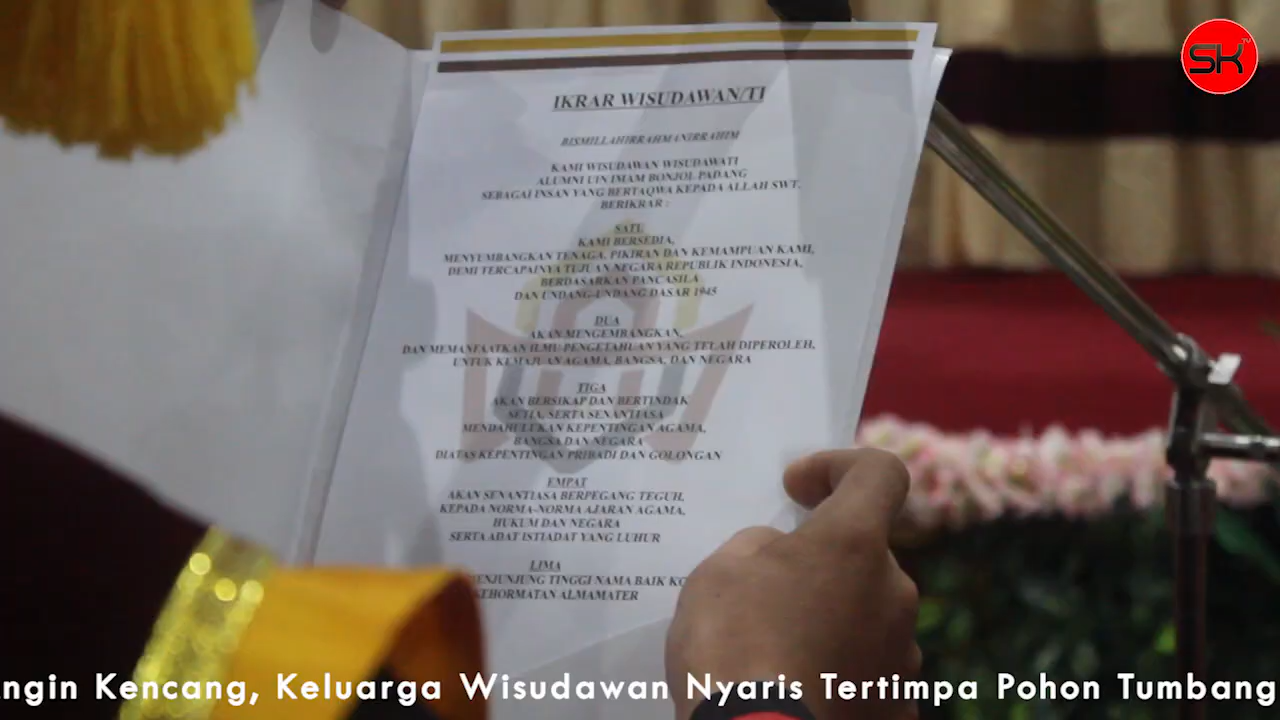 SK TV
IKRAR WISUDAWAN/TI
BISMILLAHIRRAHMANIRRAHIM
KAMI WISUDAWAN WISUDAWATI
ALUMNI UIN IMAM BONJOL PADANG
SEBAGAI INSAN YANG BERTAQWA KEPADA ALLAH SWT,
BERIKRAR :
SATU
KAMI BERSEDIA,
MENYUMBANGKAN TENAGA, PIKIRAN DAN KEMAMPUAN KAMI,
DEMI TERCAPAINYA TUJUAN NEGARA REPUBLIK INDONESIA,
BERDASARKAN PANCASILA
DAN UNDANG-UNDANG DASAR 1945
DUA
AKAN MENGEMBANGKAN,
DAN MEMANFAATKAN ILMU PENGETAHUAN YANG TELAH DIPEROLEH,
UNTUK KEMAJUAN AGAMA, BANGSA, DAN NEGARA
TIGA
AKAN BERSIKAP DAN BERTINDAK
SETIA, SERTA SENANTIASA
MENDAHULUKAN KEPENTINGAN AGAMA,
BANGSA DAN NEGARA
DIATAS KEPENTINGAN PRIBADI DAN GOLONGAN
EMPAT
AKAN SENANTIASA BERPEGANG TEGUH,
KEPADA NORMA-NORMA AJARAN AGAMA,
HUKUM DAN NEGARA
SERTA ADAT ISTIADAT YANG LUHUR
LIMA
ENJUNJUNG TINGGI NAMA BAIK KO
KEHORMATAN ALMAMATER
ngin Kencang, Keluarga Wisudawan Nyaris Tertimpa Pohon Tumbang